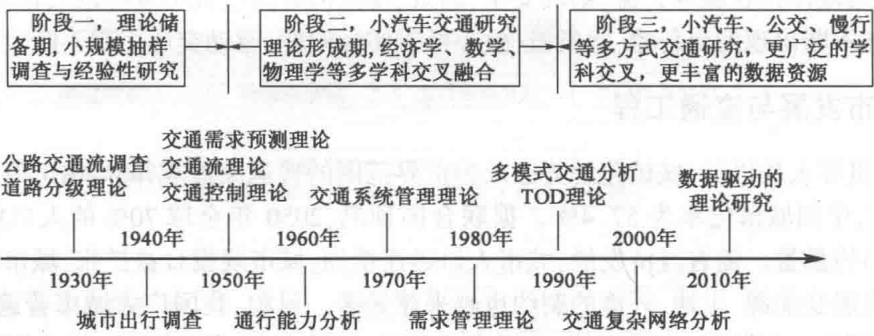 阶段一，理论储
备期，小规模抽样
调查与经验性研究
阶段二，小汽车交通研究
理论形成期，经济学、数学、
物理学等多学科交叉融合
阶段三，小汽车、公交、慢行
等多方式交通研究，更广泛的学
科交叉，更丰富的数据资源
公路交通流调查
道路分级理论
交通需求预测理论
交通流理论
交通控制理论
交通系统管理理论
多模式交通分析
TOD理论
数据驱动的
理论研究
1940年
1960年
1980年
2000年
1930年
1950年
1970年
1990年
2010年
城市出行调查
通行能力分析
需求管理理论
交通复杂网络分析